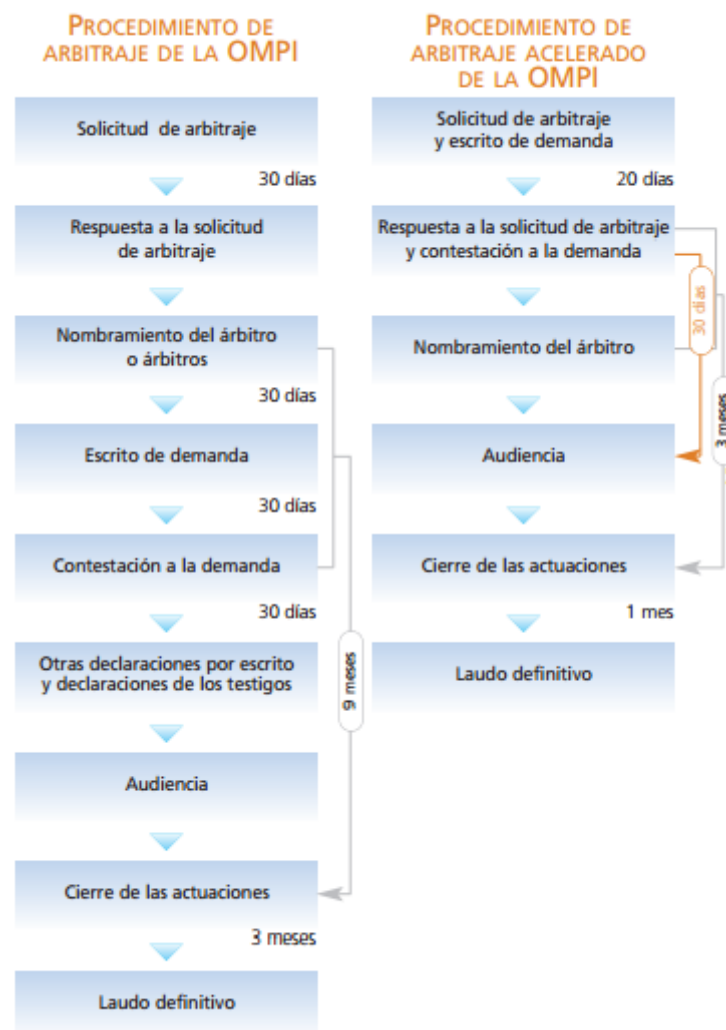 PROCEDIMIENTO DE
ARBITRAJE DE LA OMPI
Solicitud de arbitraje
30 días
Respuesta a la solicitud
de arbitraje
Nombramiento del árbitro
o árbitros
30 días
Escrito de demanda
30 días
Contestación a la demanda
30 días
Otras declaraciones por escrito
y declaraciones de los testigos
9 meses
Audiencia
Cierre de las actuaciones
3 meses
Laudo definitivo
PROCEDIMIENTO DE
ARBITRAJE ACELERADO
DE LA OMPI
Solicitud de arbitraje
y escrito de demanda
20 días
Respuesta a la solicitud de arbitraje
y contestación a la demanda
30 días
Nombramiento del árbitro
3 meses
Audiencia
Cierre de las actuaciones
1 mes
Laudo definitivo